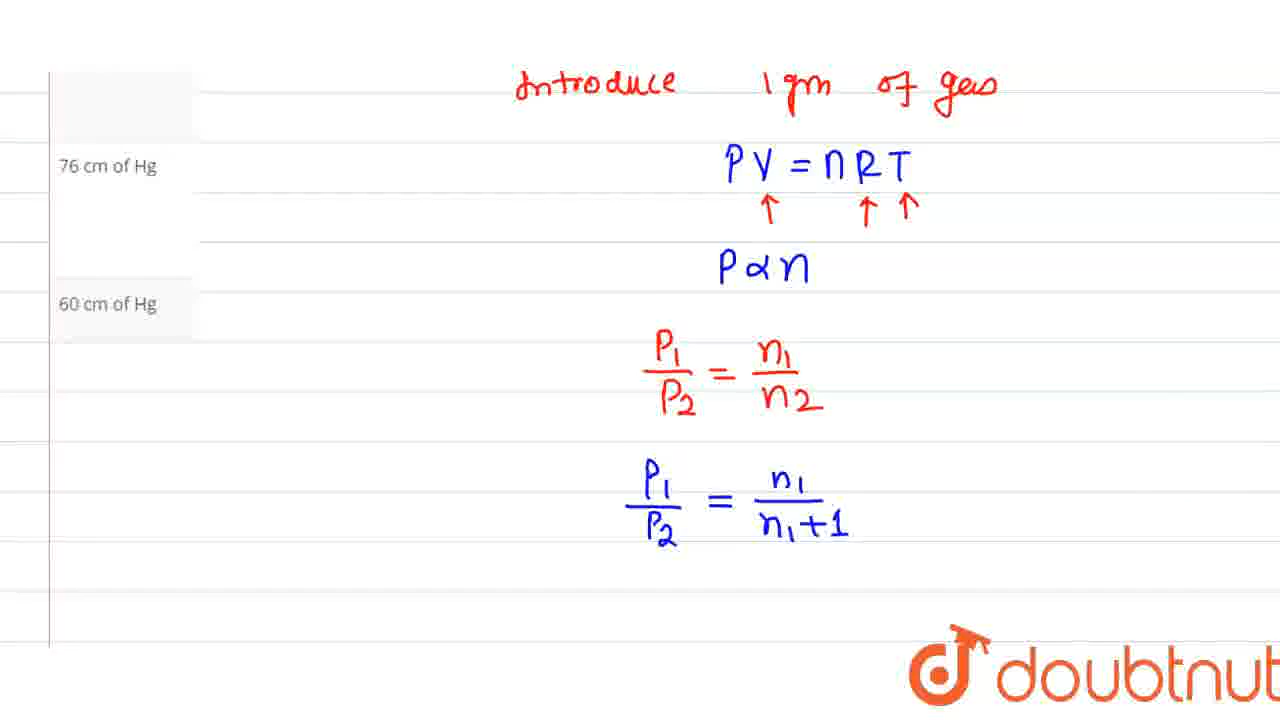 Introduce 1 gm of gas
76 cm of Hg
PV = nRT
↑ ↑ ↑
P ∝ n
60 cm of Hg
P₁/P₂ = n₁/n₂
P₁/P₂ = n₁/n₁+1
doubtnut